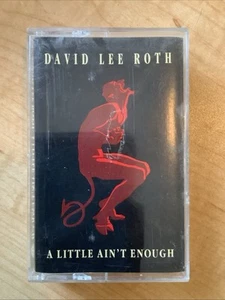 DAVID LEE ROTH
A LITTLE AIN'T ENOUGH